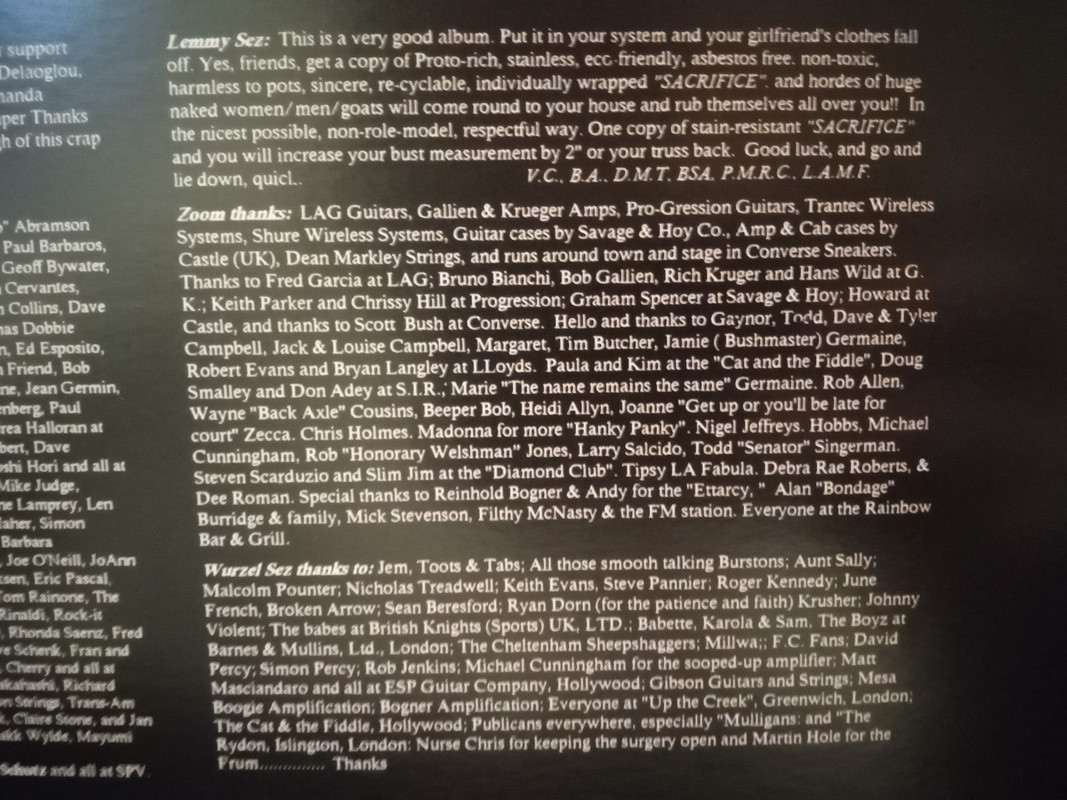 support
Delaoglou,
Thanks
of this crap
Abramson
Paul Barbaros,
Geoff Bywater,
Cervantes,
Collins, Dave
Dobbie
Ed Esposito,
Friend, Bob
Jean Germin,
Paul
Halloran at
Dave
Hori and all at
Mike Judge,
Lamprey, Len
Simon
Barbara
Joe O'Neill, JoAnn
Eric Pascal,
Rainone, The
Rinaldi, Rock-it
Rhonda Saenz, Fred
Schenk, Fran and
Cherry and all at
Richard
Strings, Trans-Am
Claire Stone, and Jan
Wylde, Mayumi
Schutz and all at SPV.
Lemmy Sez: This is a very good album. Put it in your system and your girlfriend's clothes fall
off. Yes, friends, get a copy of Proto-rich, stainless, ecc-friendly, asbestos free. non-toxic,
harmless to pots, sincere, re-cyclable, individually wrapped "SACRIFICE". and hordes of huge
naked women/men/goats will come round to your house and rub themselves all over you!! In
the nicest possible, non-role-model, respectful way. One copy of stain-resistant "SACRIFICE"
and you will increase your bust measurement by 2" or your truss back. Good luck, and go and
lie down, quicl.. V.C., B.A.. D.M.T. BSA, P.M.R.C., L.A.M.F.
Zoom thanks: LAG Guitars, Gallien & Krueger Amps, Pro-Gression Guitars, Trantec Wireless
Systems, Shure Wireless Systems, Guitar cases by Savage & Hoy Co., Amp & Cab cases by
Castle (UK), Dean Markley Strings, and runs around town and stage in Converse Sneakers.
Thanks to Fred Garcia at LAG; Bruno Bianchi, Bob Gallien, Rich Kruger and Hans Wild at G.
K.; Keith Parker and Chrissy Hill at Progression; Graham Spencer at Savage & Hoy; Howard at
Castle, and thanks to Scott Bush at Converse. Hello and thanks to Gaynor, Todd, Dave & Tyler
Campbell, Jack & Louise Campbell, Margaret, Tim Butcher, Jamie ( Bushmaster) Germaine,
Robert Evans and Bryan Langley at LLoyds. Paula and Kim at the "Cat and the Fiddle", Doug
Smalley and Don Adey at S.I.R.; Marie "The name remains the same" Germaine. Rob Allen,
Wayne "Back Axle" Cousins, Beeper Bob, Heidi Allyn, Joanne "Get up or you'll be late for
court" Zecca. Chris Holmes. Madonna for more "Hanky Panky". Nigel Jeffreys. Hobbs, Michael
Cunningham, Rob "Honorary Welshman" Jones, Larry Salcido, Todd "Senator" Singerman.
Steven Scarduzio and Slim Jim at the "Diamond Club". Tipsy LA Fabula. Debra Rae Roberts, &
Dee Roman. Special thanks to Reinhold Bogner & Andy for the "Ettarcy, " Alan "Bondage"
Burridge & family, Mick Stevenson, Filthy McNasty & the FM station. Everyone at the Rainbow
Bar & Grill.
Wurzel Sez thanks to: Jem, Toots & Tabs; All those smooth talking Burstons; Aunt Sally;
Malcolm Pounter; Nicholas Treadwell; Keith Evans, Steve Pannier; Roger Kennedy; June
French, Broken Arrow; Sean Beresford; Ryan Dorn (for the patience and faith) Krusher; Johnny
Violent; The babes at British Knights (Sports) UK, LTD.; Babette, Karola & Sam, The Boyz at
Barnes & Mullins, Ltd., London; The Cheltenham Sheepshaggers; Millwa;; F.C. Fans; David
Percy; Simon Percy; Rob Jenkins; Michael Cunningham for the sooped-up amplifier; Matt
Masciandaro and all at ESP Guitar Company, Hollywood; Gibson Guitars and Strings; Mesa
Boogie Amplification; Bogner Amplification; Everyone at "Up the Creek", Greenwich, London;
The Cat & the Fiddle, Hollywood; Publicans everywhere, especially "Mulligans: and "The
Rydon, Islington, London: Nurse Chris for keeping the surgery open and Martin Hole for the
Frum.............. Thanks